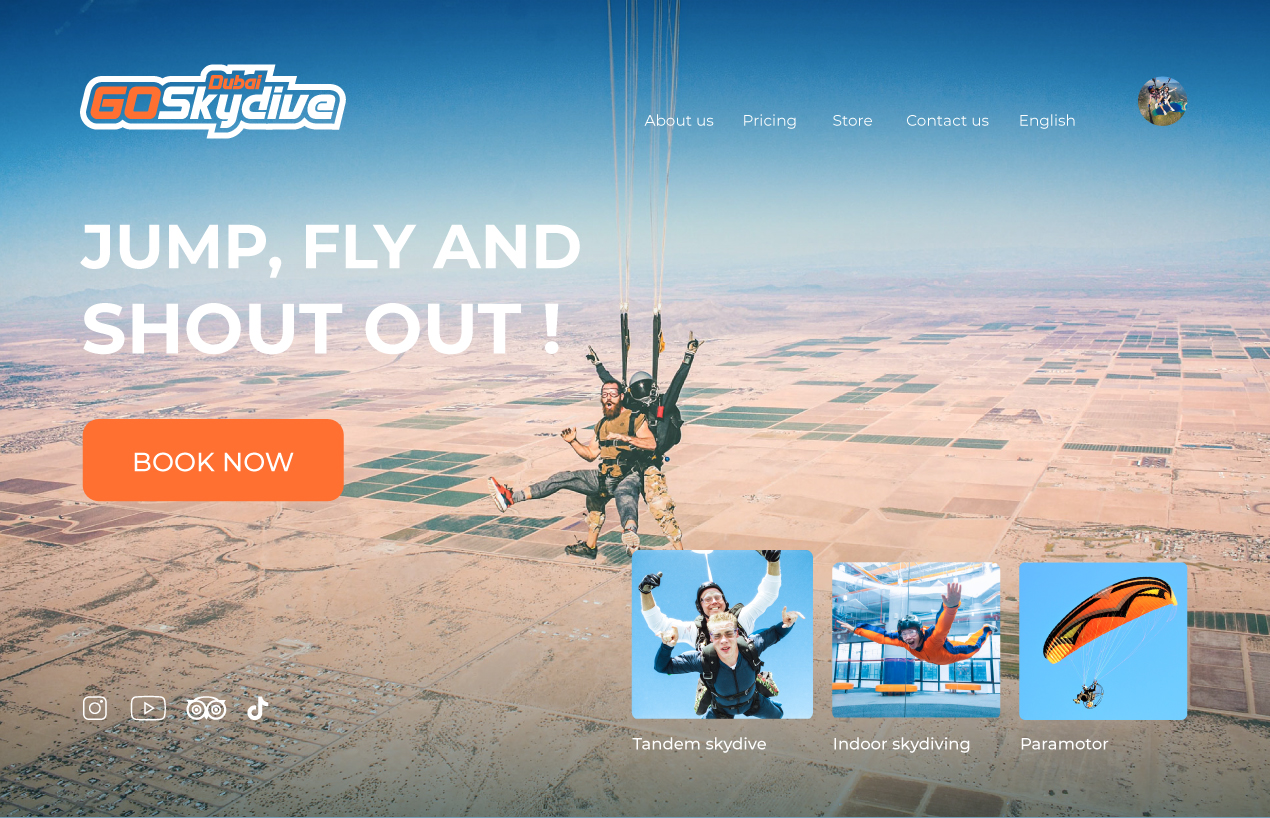 Dubai
GOSkydive
About us Pricing Store Contact us English
JUMP, FLY AND
SHOUT OUT !
BOOK NOW
Tandem skydive Indoor skydiving Paramotor